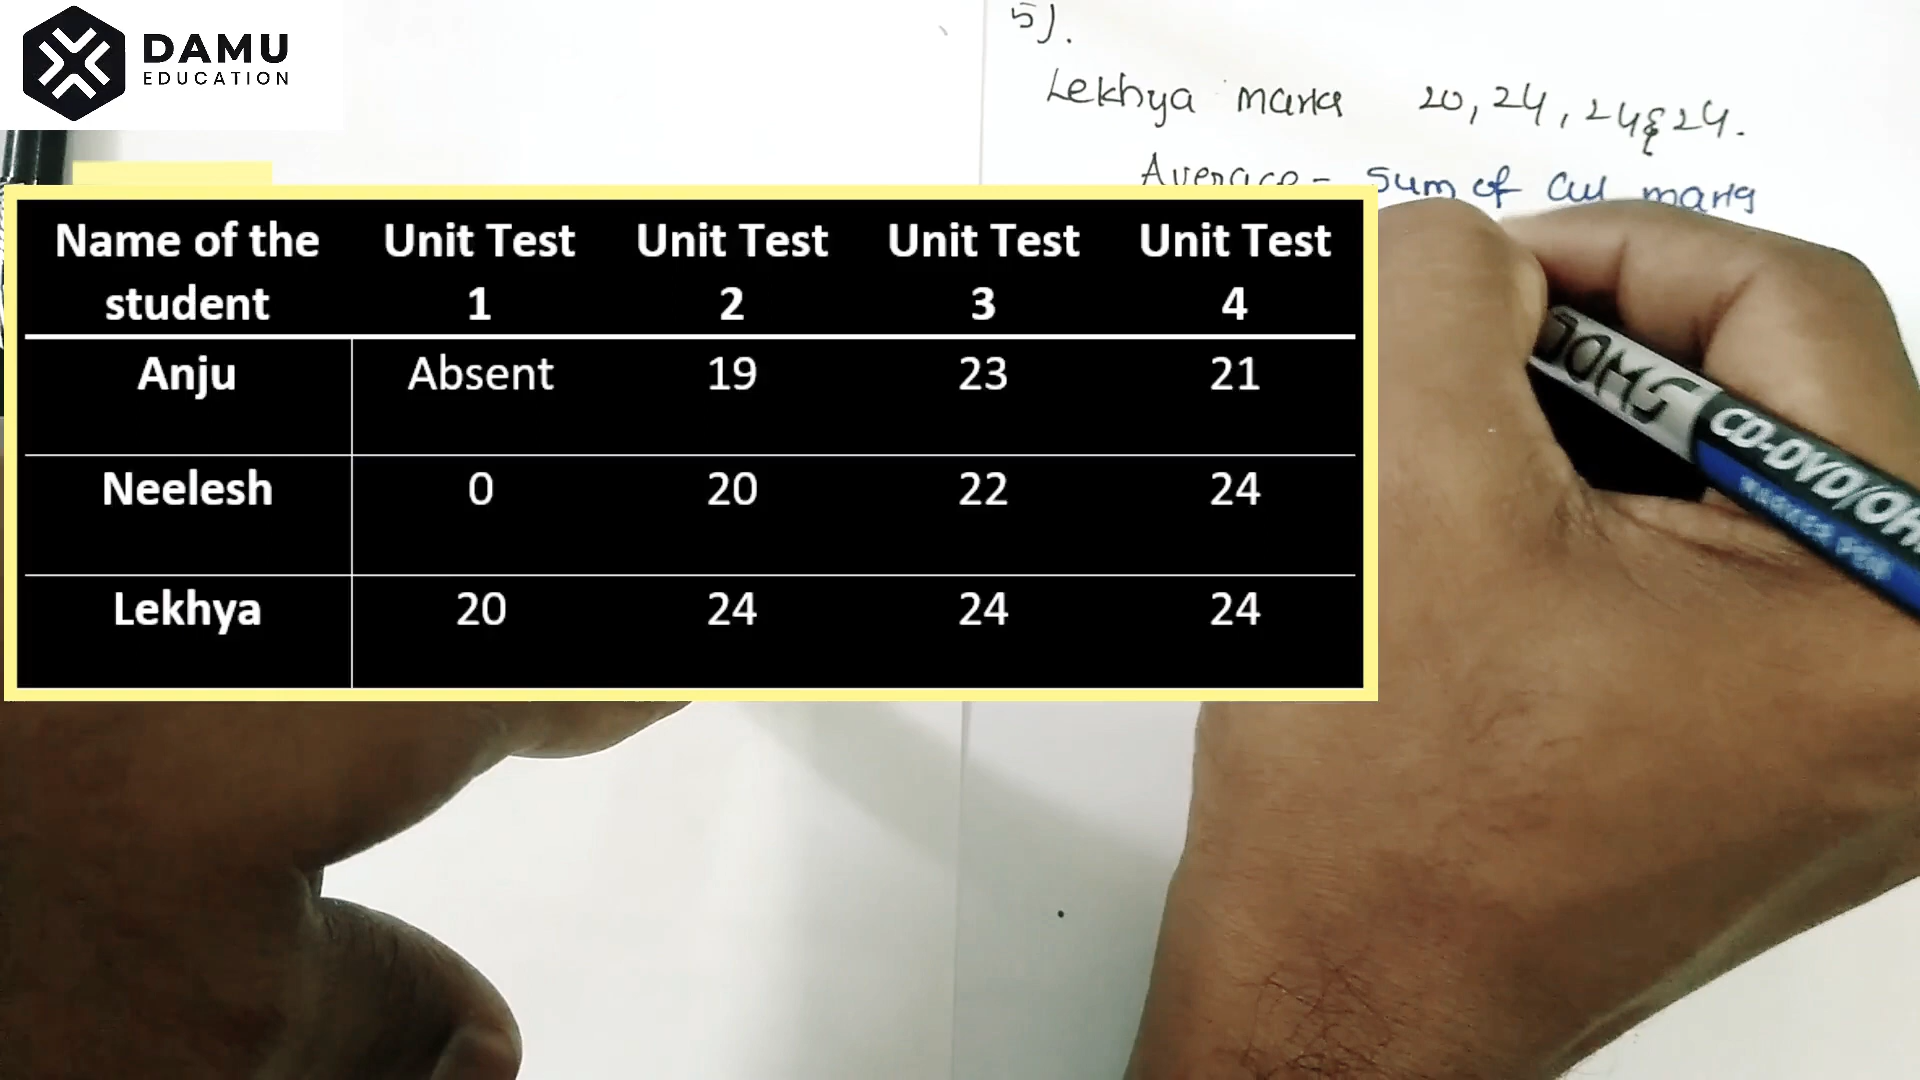 DAMU
EDUCATION
5).
Lekhya marks 20, 24, 24 & 24.
Average = Sum of all marks
Name of the student Unit Test 1 Unit Test 2 Unit Test 3 Unit Test 4
Anju Absent 19 23 21
Neelesh 0 20 22 24
Lekhya 20 24 24 24
DOMS
CD-DVD/OH